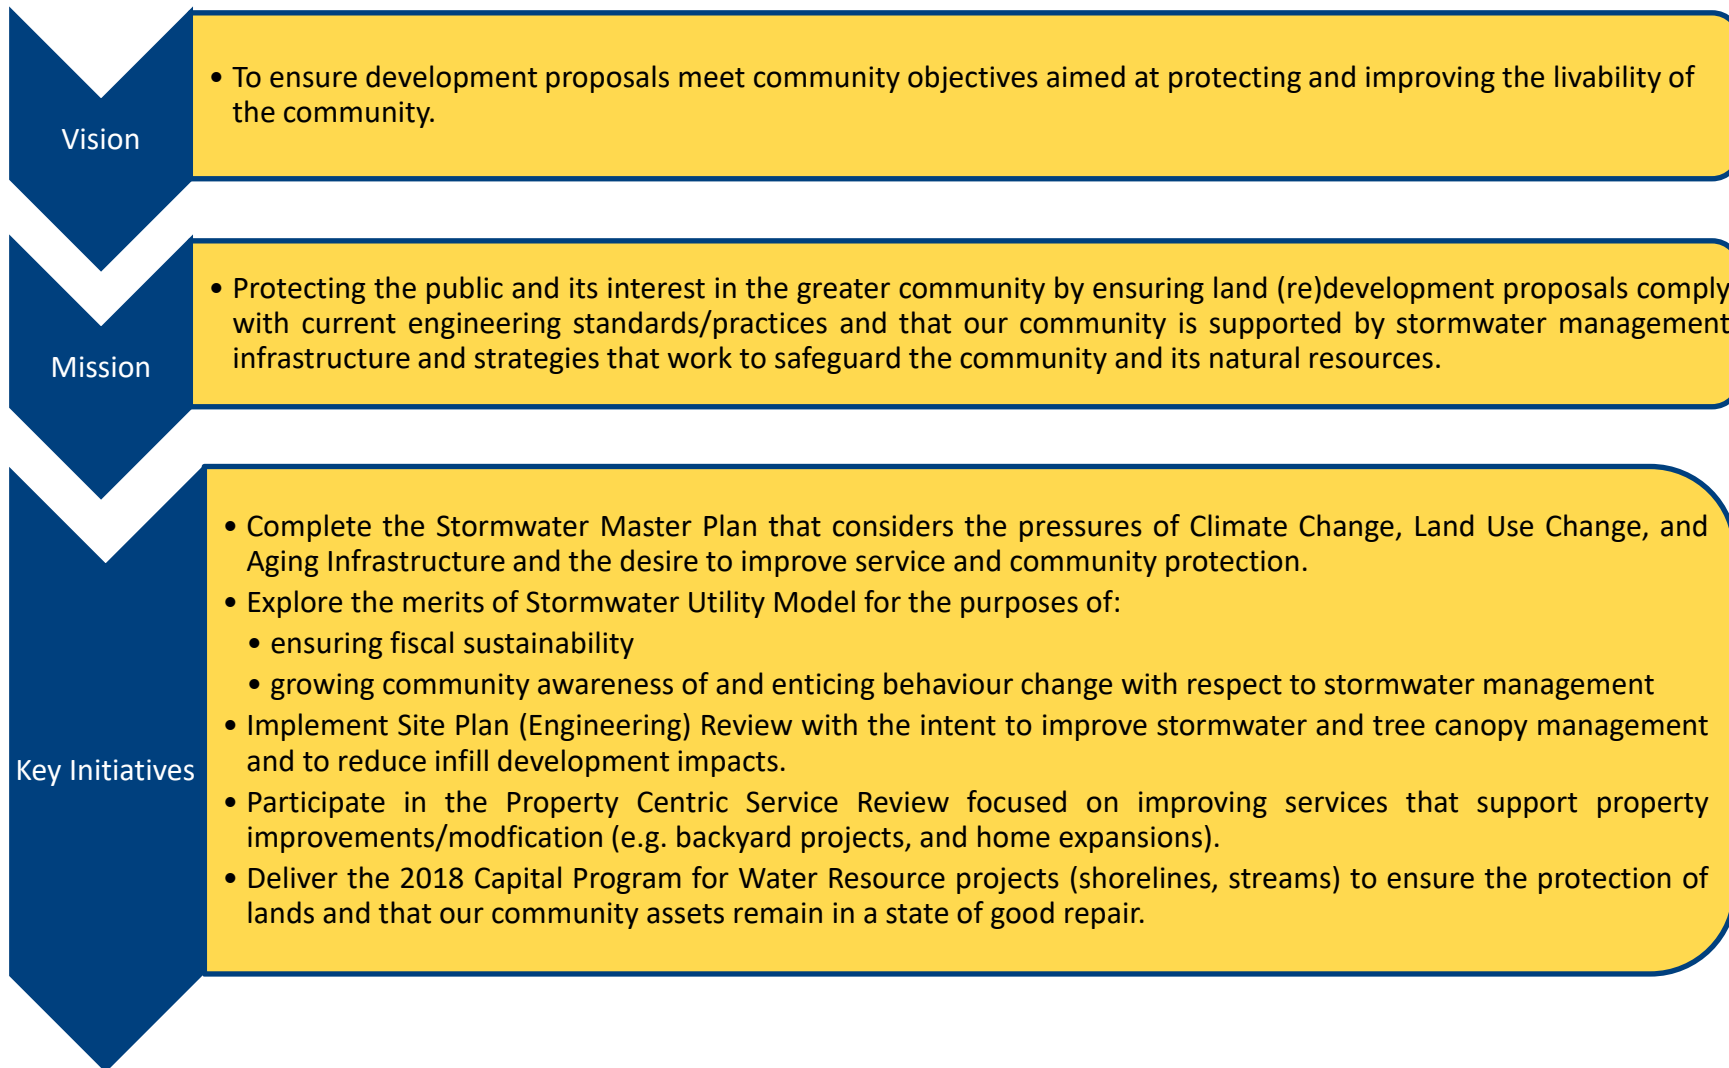 Vision
• To ensure development proposals meet community objectives aimed at protecting and improving the livability of
the community.
Mission
• Protecting the public and its interest in the greater community by ensuring land (re)development proposals comply
with current engineering standards/practices and that our community is supported by stormwater management
infrastructure and strategies that work to safeguard the community and its natural resources.
Key Initiatives
• Complete the Stormwater Master Plan that considers the pressures of Climate Change, Land Use Change, and
Aging Infrastructure and the desire to improve service and community protection.
• Explore the merits of Stormwater Utility Model for the purposes of:
• ensuring fiscal sustainability
• growing community awareness of and enticing behaviour change with respect to stormwater management
• Implement Site Plan (Engineering) Review with the intent to improve stormwater and tree canopy management
and to reduce infill development impacts.
• Participate in the Property Centric Service Review focused on improving services that support property
improvements/modfication (e.g. backyard projects, and home expansions).
• Deliver the 2018 Capital Program for Water Resource projects (shorelines, streams) to ensure the protection of
lands and that our community assets remain in a state of good repair.